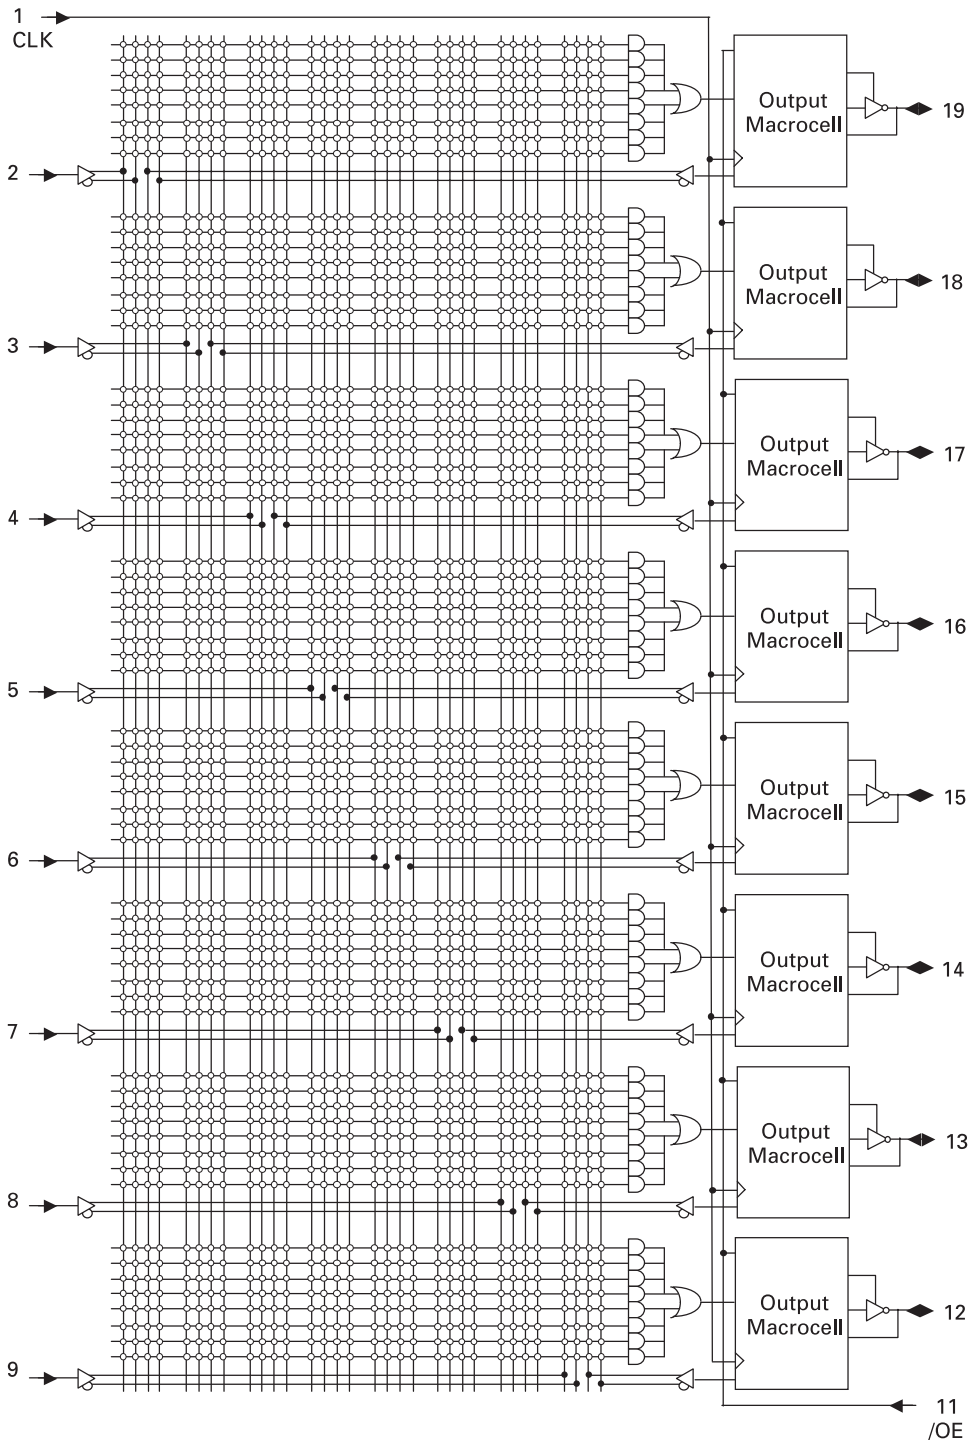 1
CLK
Output
Macrocell
19
2
Output
Macrocell
18
3
Output
Macrocell
17
4
Output
Macrocell
16
5
Output
Macrocell
15
6
Output
Macrocell
14
7
Output
Macrocell
13
8
Output
Macrocell
12
9
11
/OE